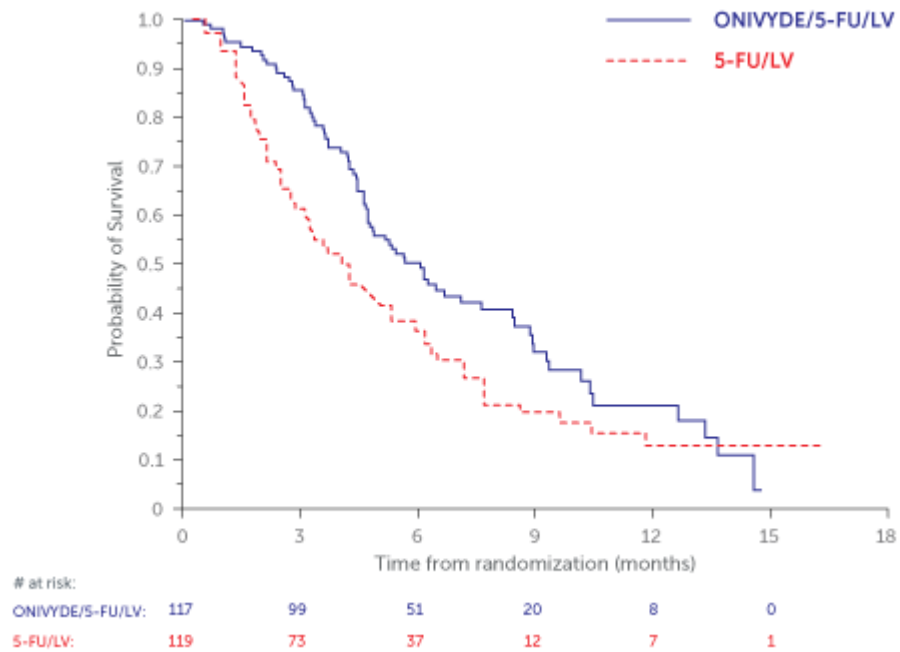 ONIVYDE/5-FU/LV
5-FU/LV
Probability of Survival
1.0
0.9
0.8
0.7
0.6
0.5
0.4
0.3
0.2
0.1
0
0 3 6 9 12 15 18
Time from randomization (months)
# at risk:
ONIVYDE/5-FU/LV: 117 99 51 20 8 0
5-FU/LV: 119 73 37 12 7 1